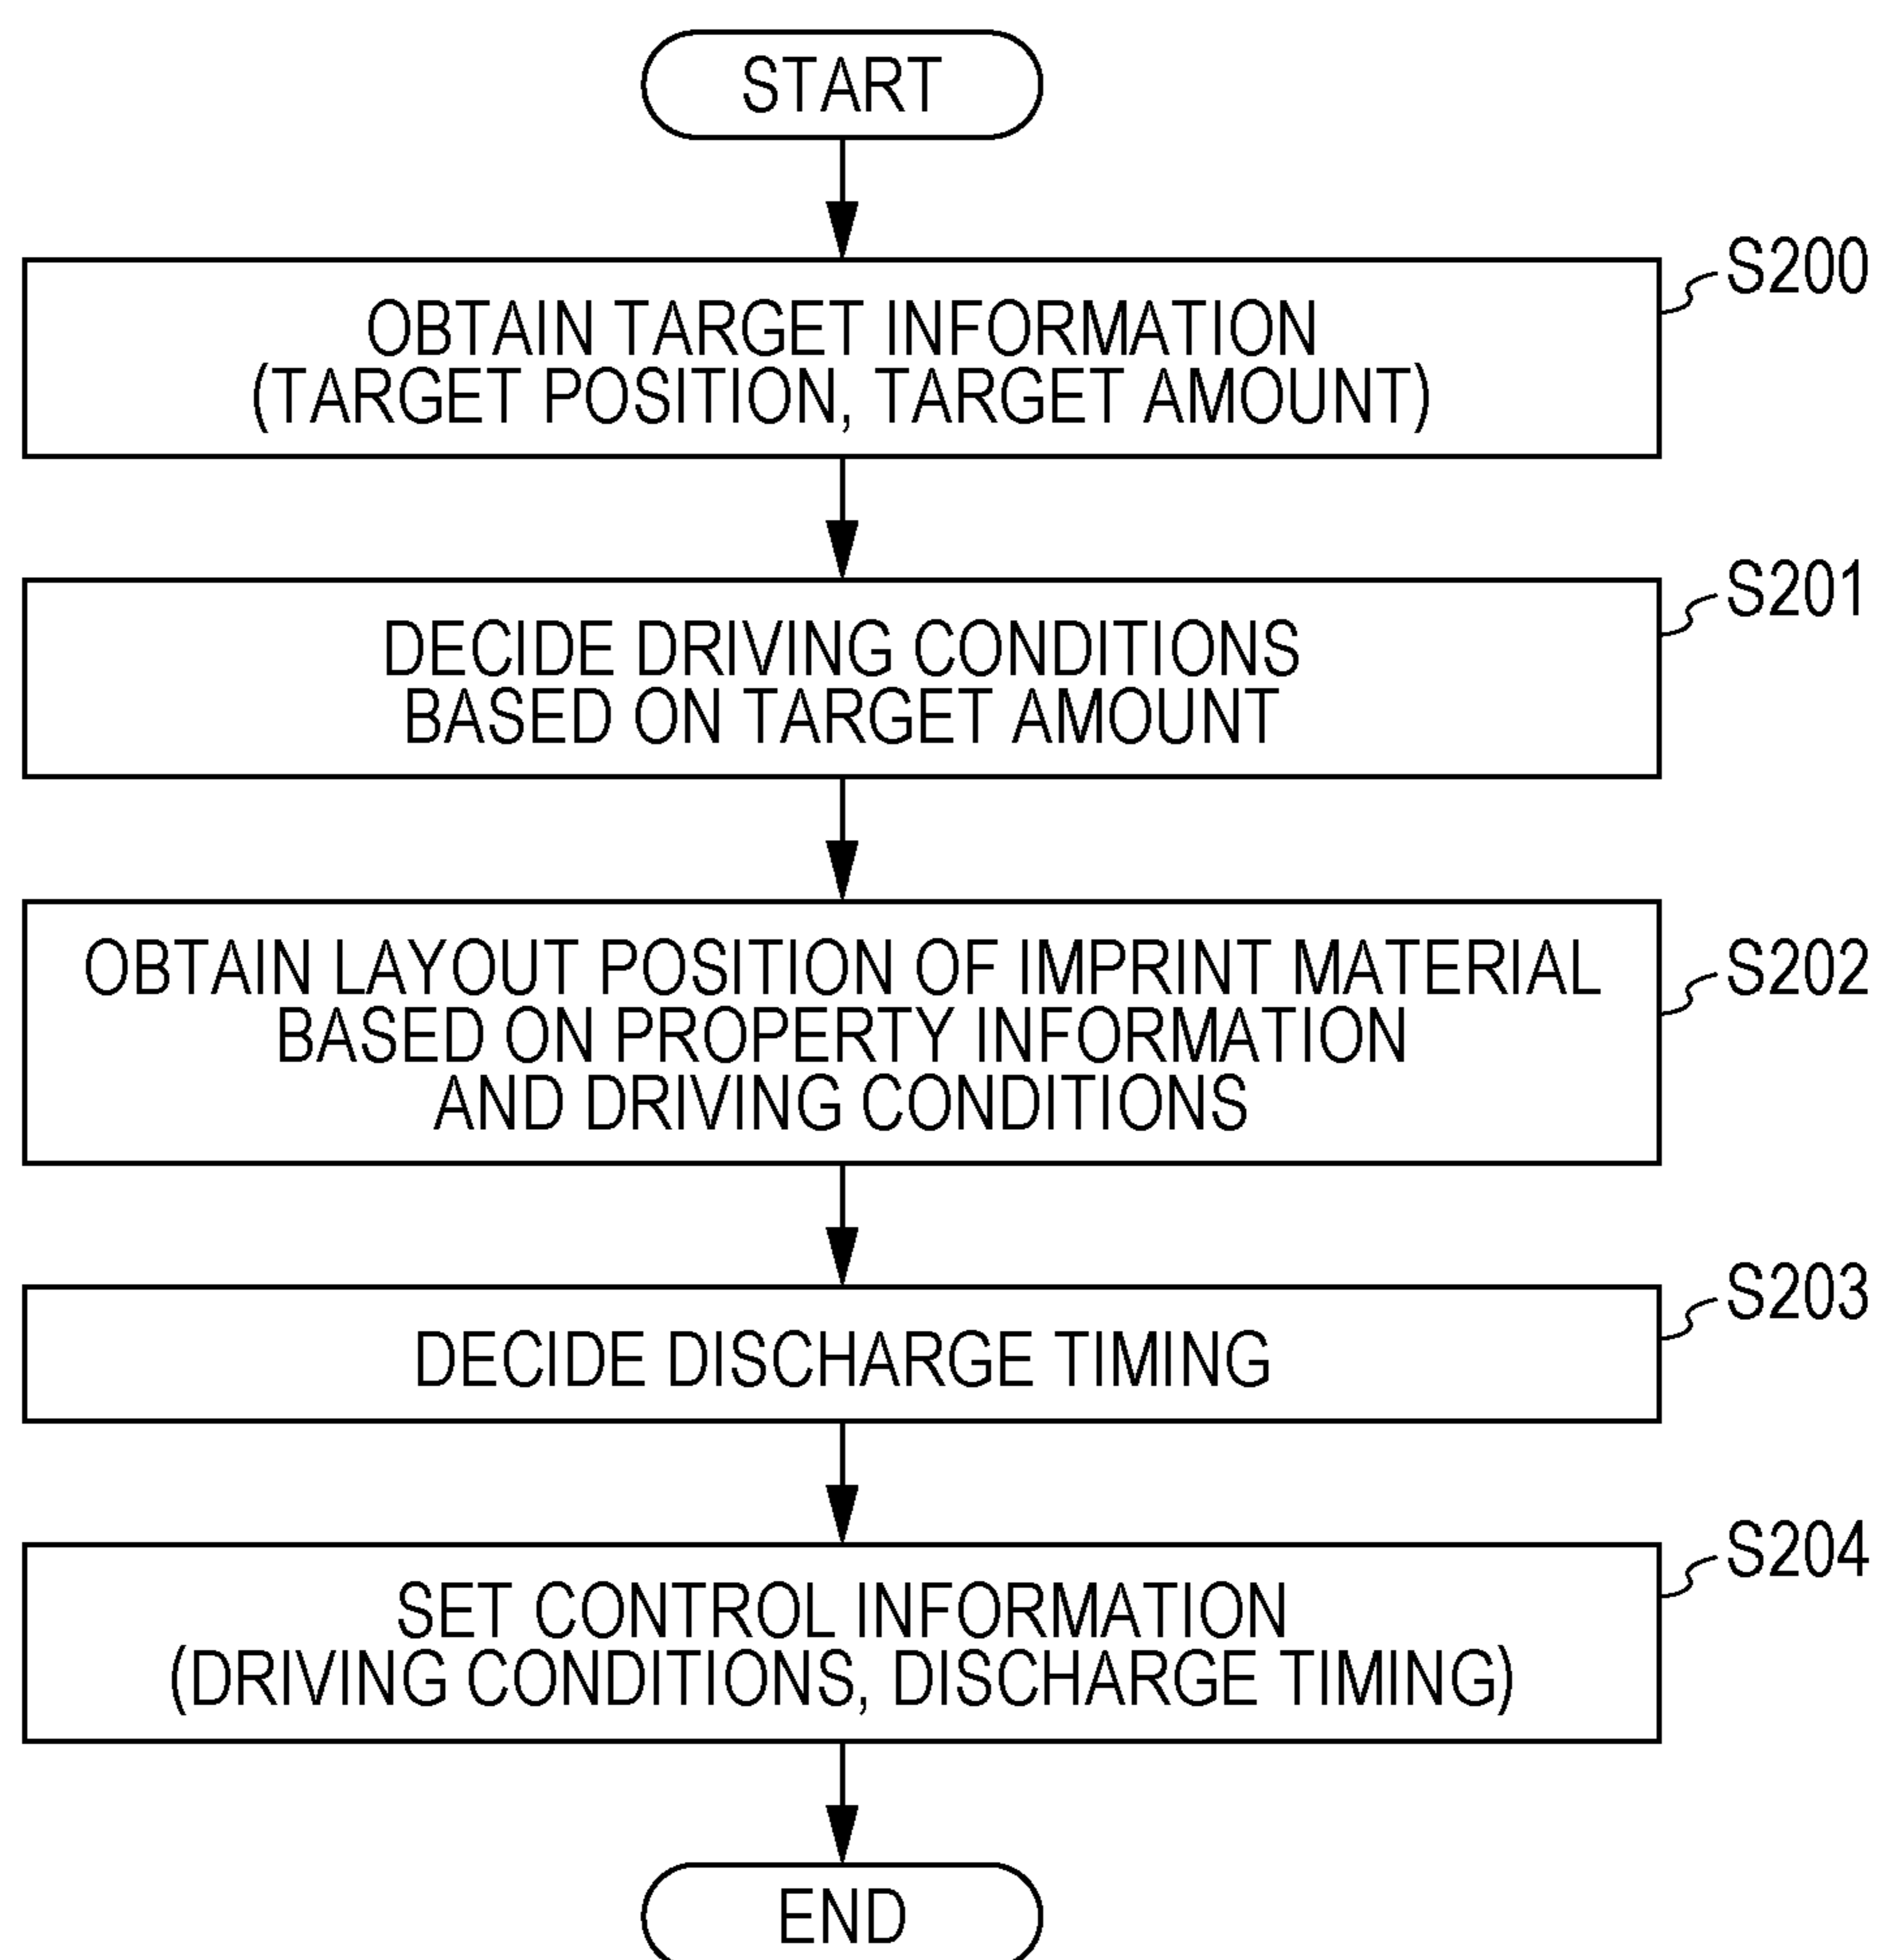 START
S200
OBTAIN TARGET INFORMATION
(TARGET POSITION, TARGET AMOUNT)
S201
DECIDE DRIVING CONDITIONS
BASED ON TARGET AMOUNT
S202
OBTAIN LAYOUT POSITION OF IMPRINT MATERIAL
BASED ON PROPERTY INFORMATION
AND DRIVING CONDITIONS
S203
DECIDE DISCHARGE TIMING
S204
SET CONTROL INFORMATION
(DRIVING CONDITIONS, DISCHARGE TIMING)
END